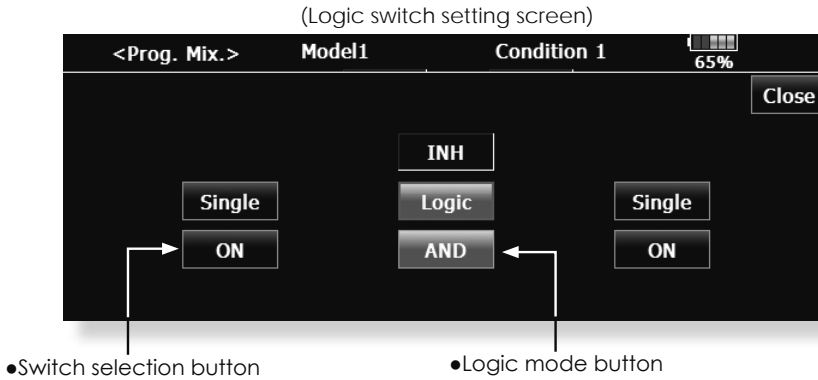 (Logic switch setting screen)
<Prog. Mix.> Model1 Condition 1 65%
Close
INH
Single Logic Single
ON AND ON
●Switch selection button ●Logic mode button